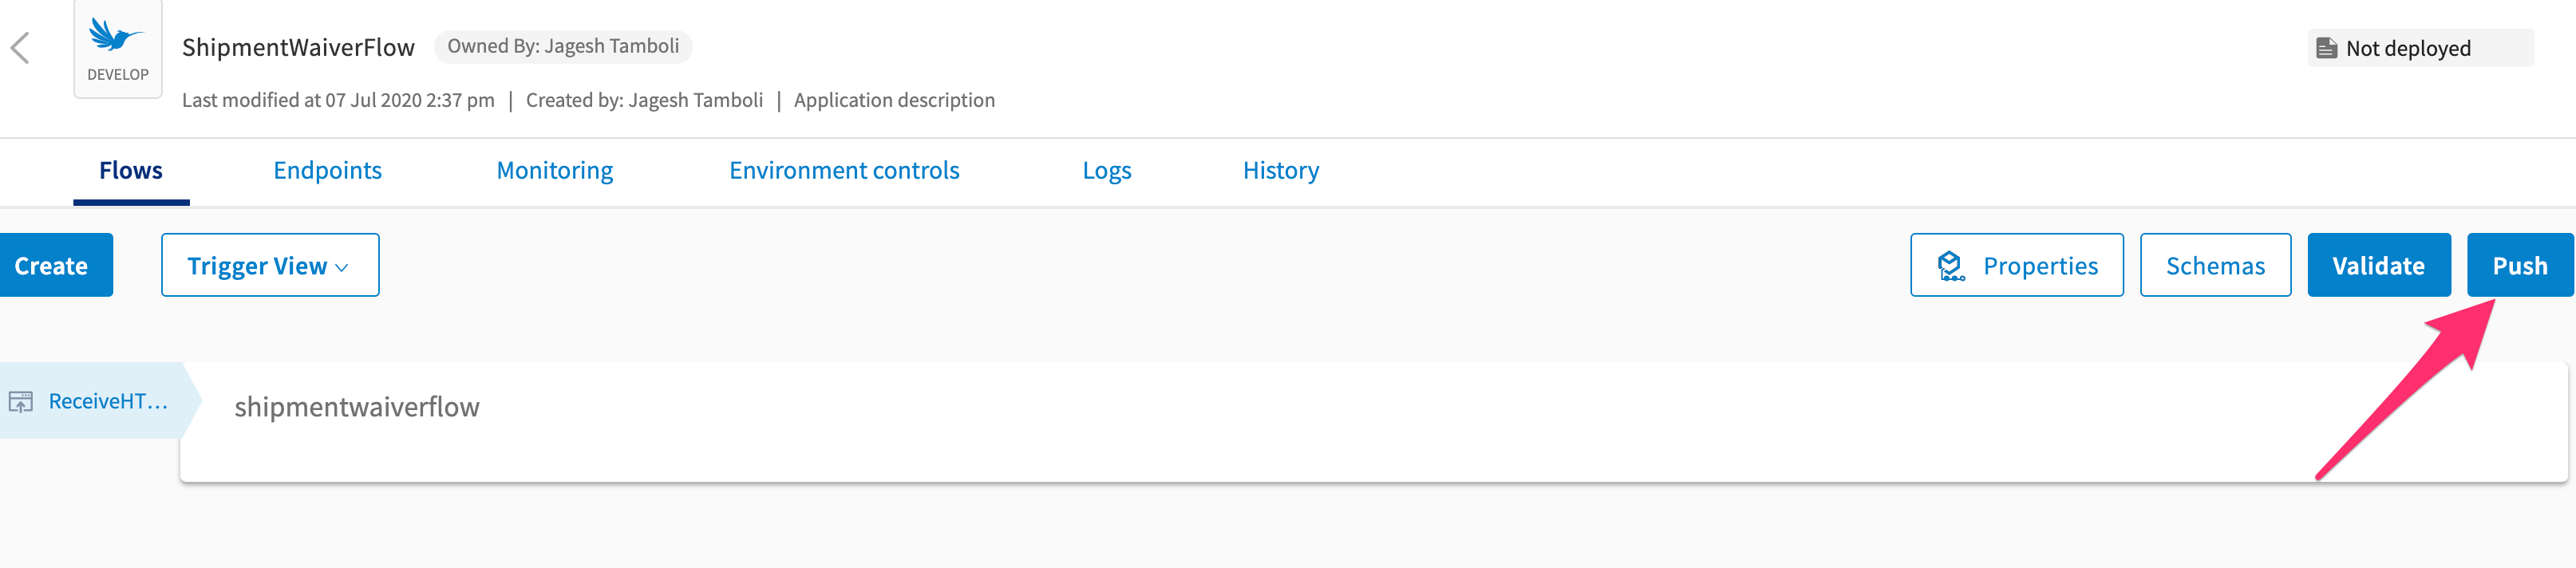 ShipmentWaiverFlow Owned By: Jagesh Tamboli
Not deployed
DEVELOP
Last modified at 07 Jul 2020 2:37 pm | Created by: Jagesh Tamboli | Application description
Flows Endpoints Monitoring Environment controls Logs History
Create Trigger View Properties Schemas Validate Push
ReceiveHT... shipmentwaiverflow